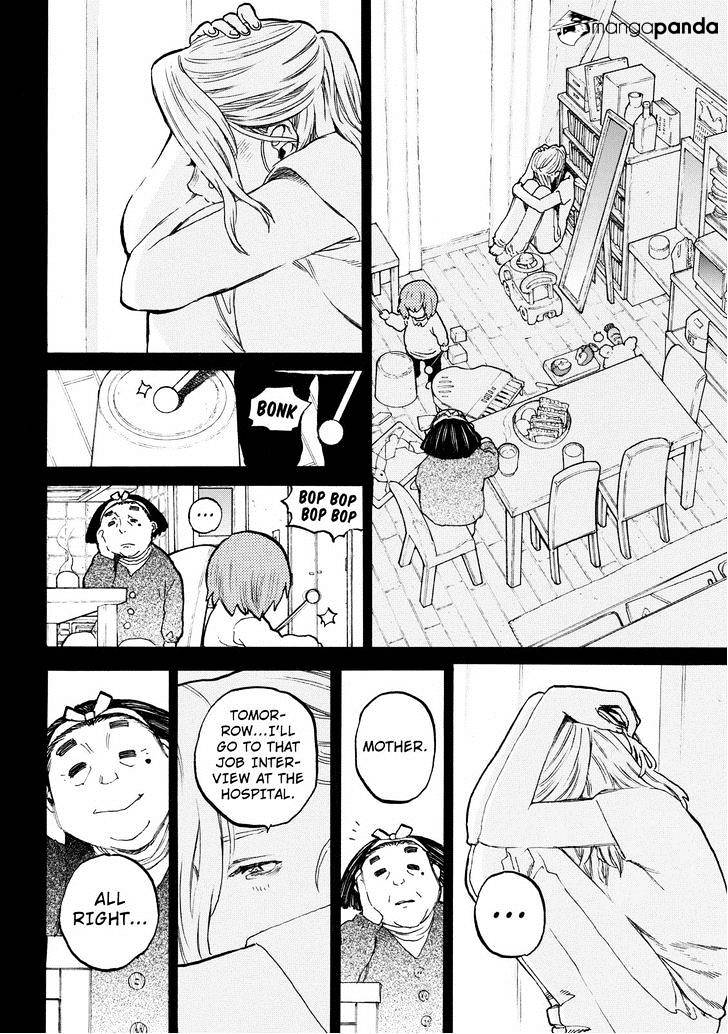 mangapanda
BONK
BOP BOP
BOP BOP
...
...
MOTHER.
TOMOR-
ROW...I'LL
GO TO THAT
JOB INTER-
VIEW AT THE
HOSPITAL.
ALL
RIGHT...